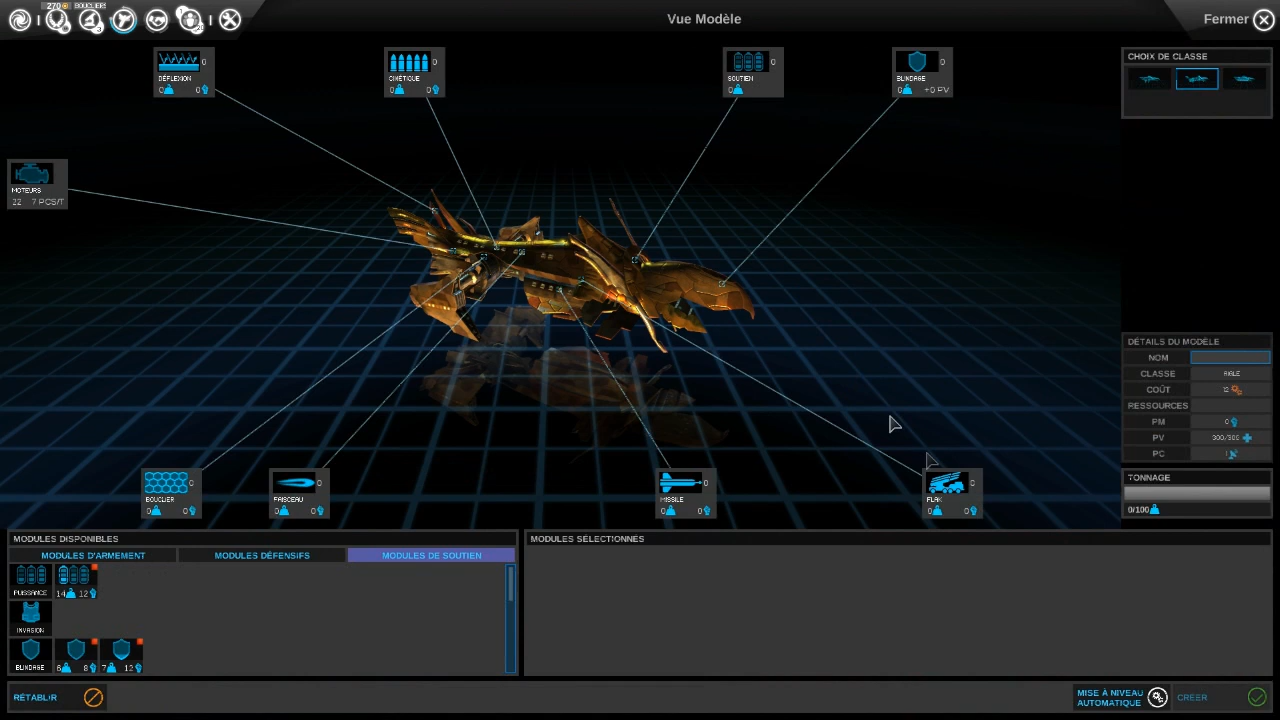 270 BOUCLIERS
Vue Modèle
Fermer
DÉFLEXION
0
0 0
CINÉTIQUE
0
0 0
SOUTIEN
0
0
BLINDAGE
0
0 +0 PV
CHOIX DE CLASSE
MOTEURS
22 7 PCS/T
DÉTAILS DU MODÈLE
NOM
CLASSE AIGLE
COÛT 12
RESSOURCES
PM 0
PV 300/300
PC 1
TONNAGE
0/100
BOUCLIER
0
0 0
FAISCEAU
0
0 0
MISSILE
0
0 0
FLAK
0
0 0
MODULES DISPONIBLES
MODULES D'ARMEMENT
MODULES DÉFENSIFS
MODULES DE SOUTIEN
PUISSANCE
14 12
INVASION
BLINDAGE
6 8
7 12
MODULES SÉLECTIONNÉS
RÉTABLIR
MISE À NIVEAU
AUTOMATIQUE
CRÉER